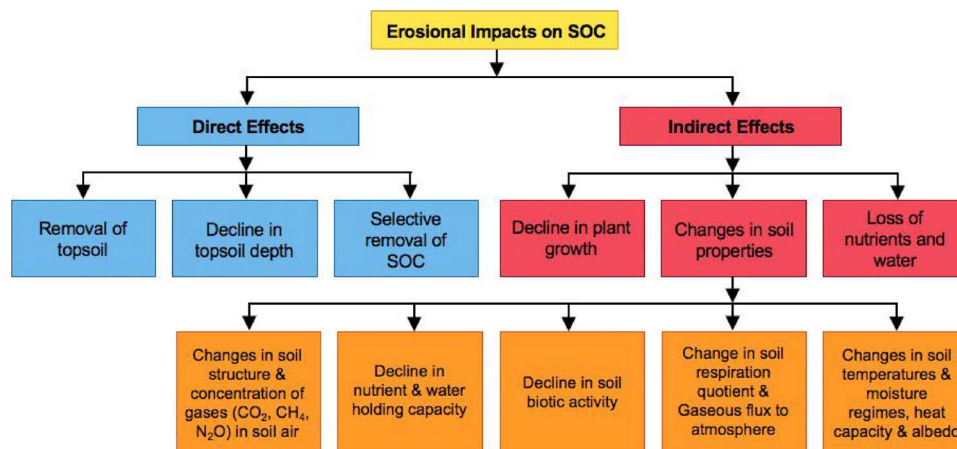 Erosional Impacts on SOC
Direct Effects
Indirect Effects
Removal of
topsoil
Decline in
topsoil depth
Selective
removal of
SOC
Decline in plant
growth
Changes in soil
properties
Loss of
nutrients and
water
Changes in soil
structure &
concentration of
gases (CO₂, CH₄,
N₂O) in soil air
Decline in
nutrient & water
holding capacity
Decline in soil
biotic activity
Change in soil
respiration
quotient &
Gaseous flux to
atmosphere
Changes in soil
temperatures &
moisture
regimes, heat
capacity & albedo